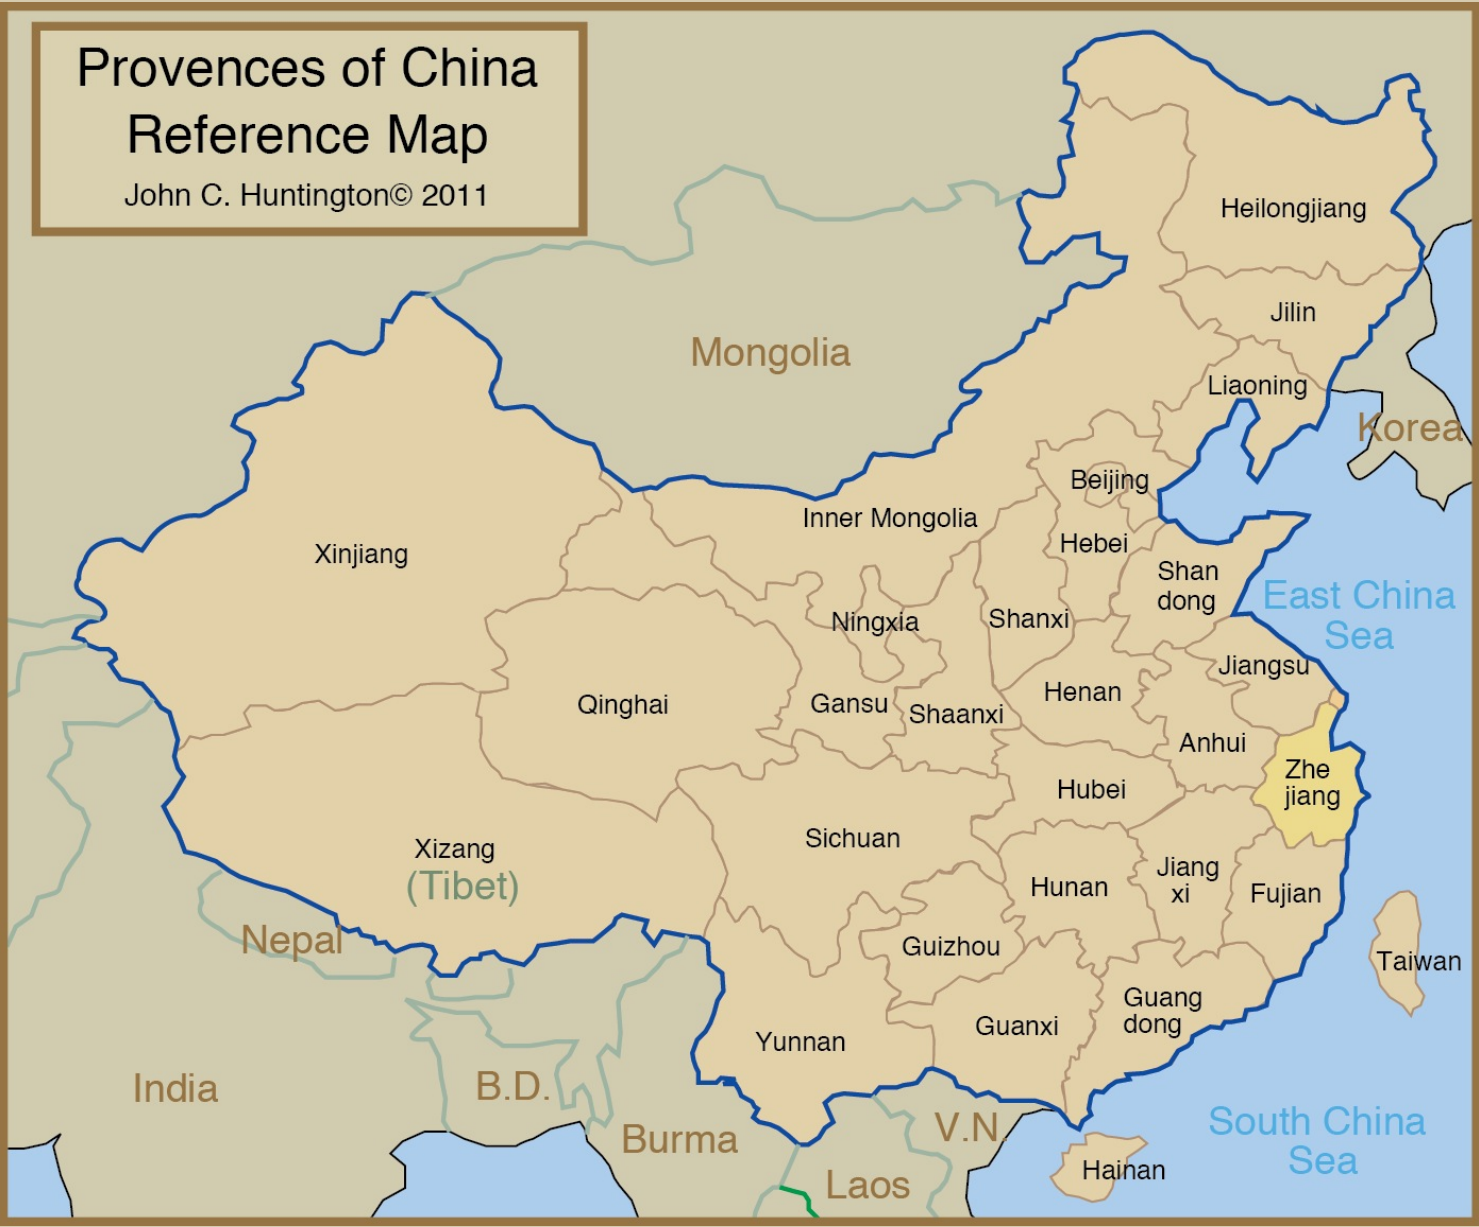 Provences of China
Reference Map
John C. Huntington© 2011
Heilongjiang
Jilin
Mongolia
Liaoning
Korea
Beijing
Inner Mongolia
Hebei
Xinjiang
Shan
dong
East China
Sea
Ningxia
Shanxi
Jiangsu
Qinghai
Gansu
Shaanxi
Henan
Anhui
Zhe
jiang
Hubei
Sichuan
Xizang
(Tibet)
Hunan
Jiang
xi
Fujian
Nepal
Guizhou
Taiwan
Guang
dong
Guanxi
Yunnan
India
B.D.
Burma
V.N.
South China
Sea
Laos
Hainan